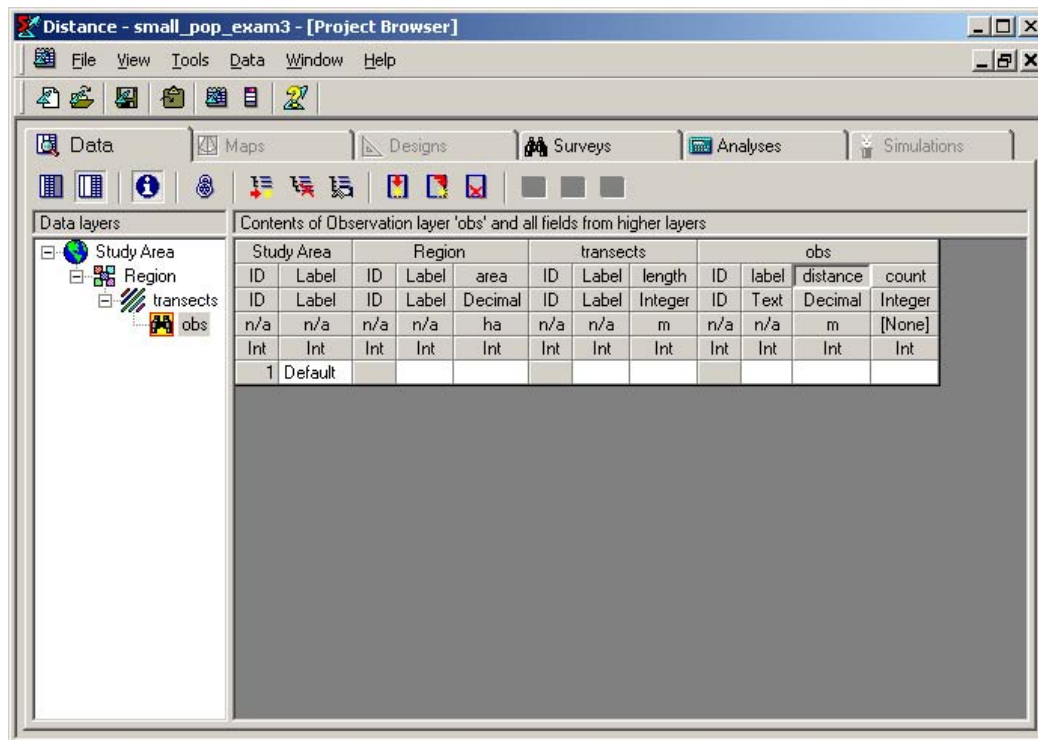 Distance - small_pop_exam3 - [Project Browser]
File View Tools Data Window Help
Data Maps Designs Surveys Analyses Simulations
Data layers Contents of Observation layer 'obs' and all fields from higher layers
Study Area Study Area Region transects obs
Region ID Label ID Label area ID Label length ID label distance count
transects ID Label ID Label Decimal ID Label Integer ID Text Decimal Integer
obs n/a n/a n/a n/a ha n/a n/a m n/a n/a m [None]
Int Int Int Int Int Int Int Int Int Int Int Int
1 Default